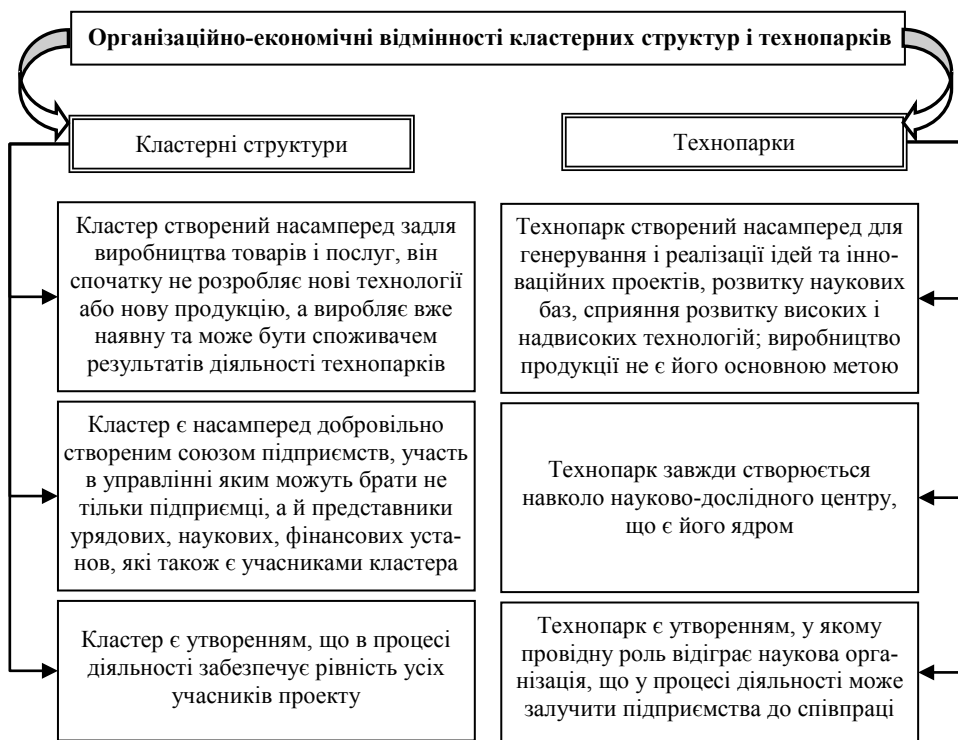 Організаційно-економічні відмінності кластерних структур і технопарків
Кластерні структури
Технопарки
Кластер створений насамперед задля
виробництва товарів і послуг, він
спочатку не розробляє нові технології
або нову продукцію, а виробляє вже
наявну та може бути споживачем
результатів діяльності технопарків
Технопарк створений насамперед для
генерування і реалізації ідей та інно-
ваційних проектів, розвитку наукових
баз, сприяння розвитку високих і
надвисоких технологій; виробництво
продукції не є його основною метою
Кластер є насамперед добровільно
створеним союзом підприємств, участь
в управлінні яким можуть брати не
тільки підприємці, а й представники
урядових, наукових, фінансових уста-
нов, які також є учасниками кластера
Технопарк завжди створюється
навколо науково-дослідного центру,
що є його ядром
Кластер є утворенням, що в процесі
діяльності забезпечує рівність усіх
учасників проекту
Технопарк є утворенням, у якому
провідну роль відіграє наукова орга-
нізація, що у процесі діяльності може
залучити підприємства до співпраці